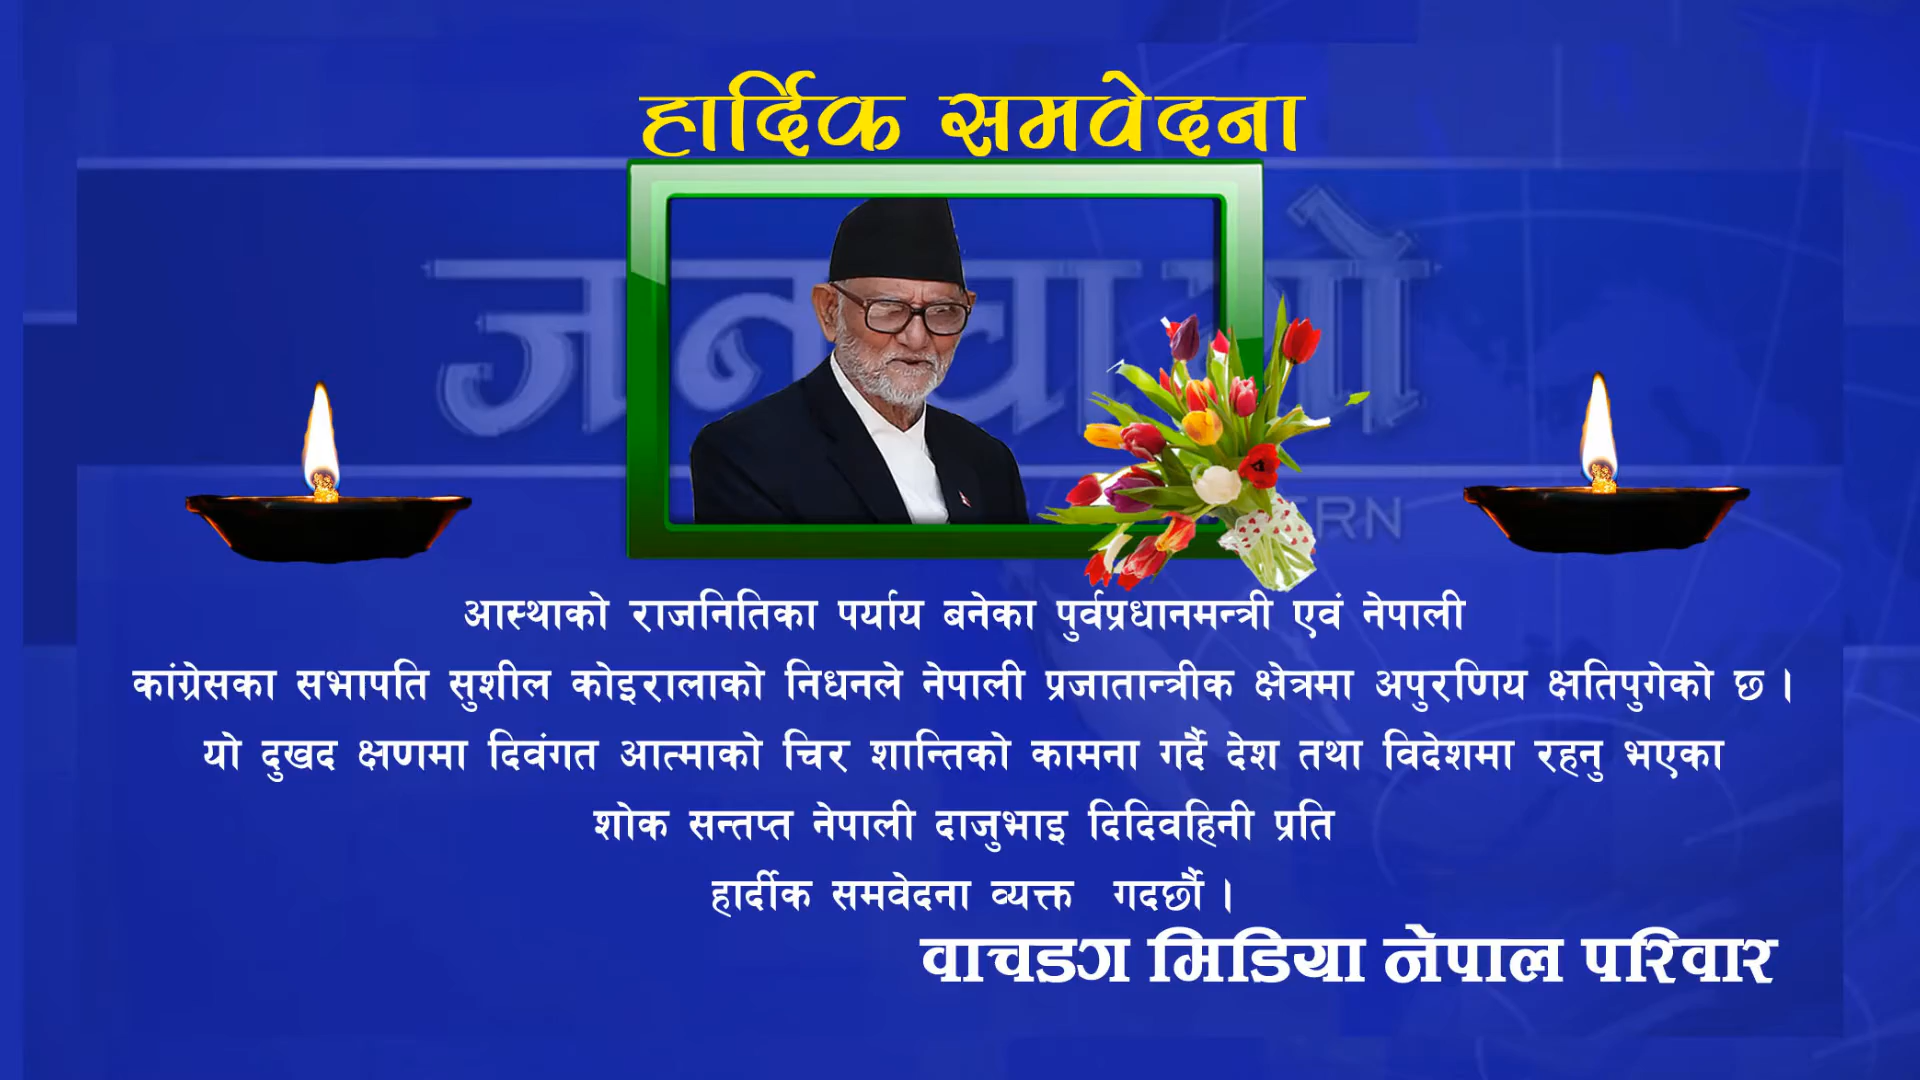 हार्दिक समवेदना
जन
ERN
आस्थाको राजनितिका पर्याय बनेका पुर्वप्रधानमन्त्री एवं नेपाली
कांग्रेसका सभापति सुशील कोइरालाको निधनले नेपाली प्रजातान्त्रीक क्षेत्रमा अपुरणिय क्षतिपुगेको छ ।
यो दुखद क्षणमा दिवंगत आत्माको चिर शान्तिको कामना गर्दै देश तथा विदेशमा रहनु भएका
शोक सन्तप्त नेपाली दाजुभाइ दिदिवहिनी प्रति
हार्दीक समवेदना व्यक्त गदर्छौं ।
वाचडग मिडिया नेपाल परिवार